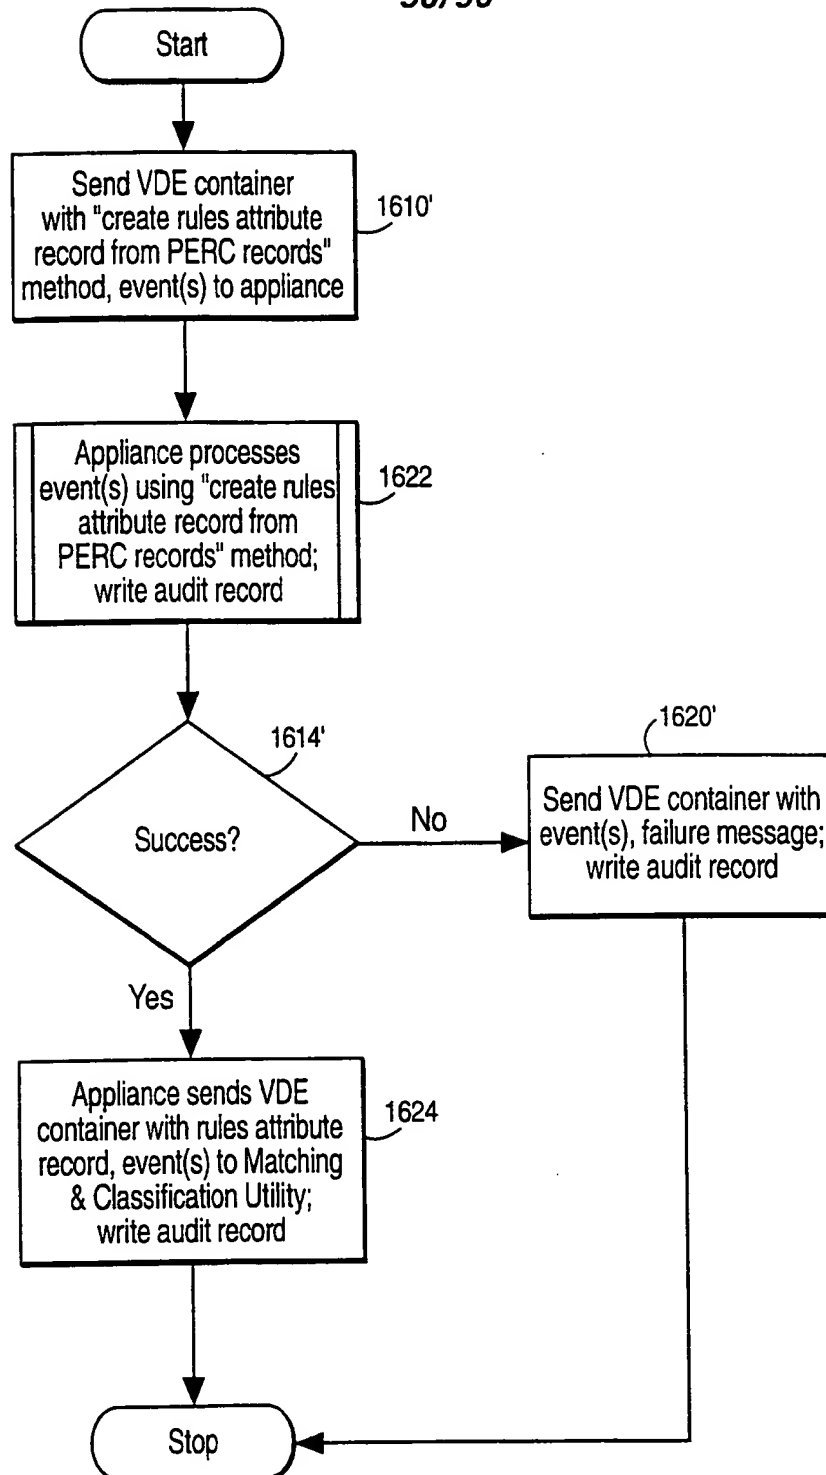 Start
Send VDE container
with "create rules attribute
record from PERC records"
method, event(s) to appliance
1610'
Appliance processes
event(s) using "create rules
attribute record from
PERC records" method;
write audit record
1622
1614'
Success?
No
1620'
Send VDE container with
event(s), failure message;
write audit record
Yes
Appliance sends VDE
container with rules attribute
record, event(s) to Matching
& Classification Utility;
write audit record
1624
Stop